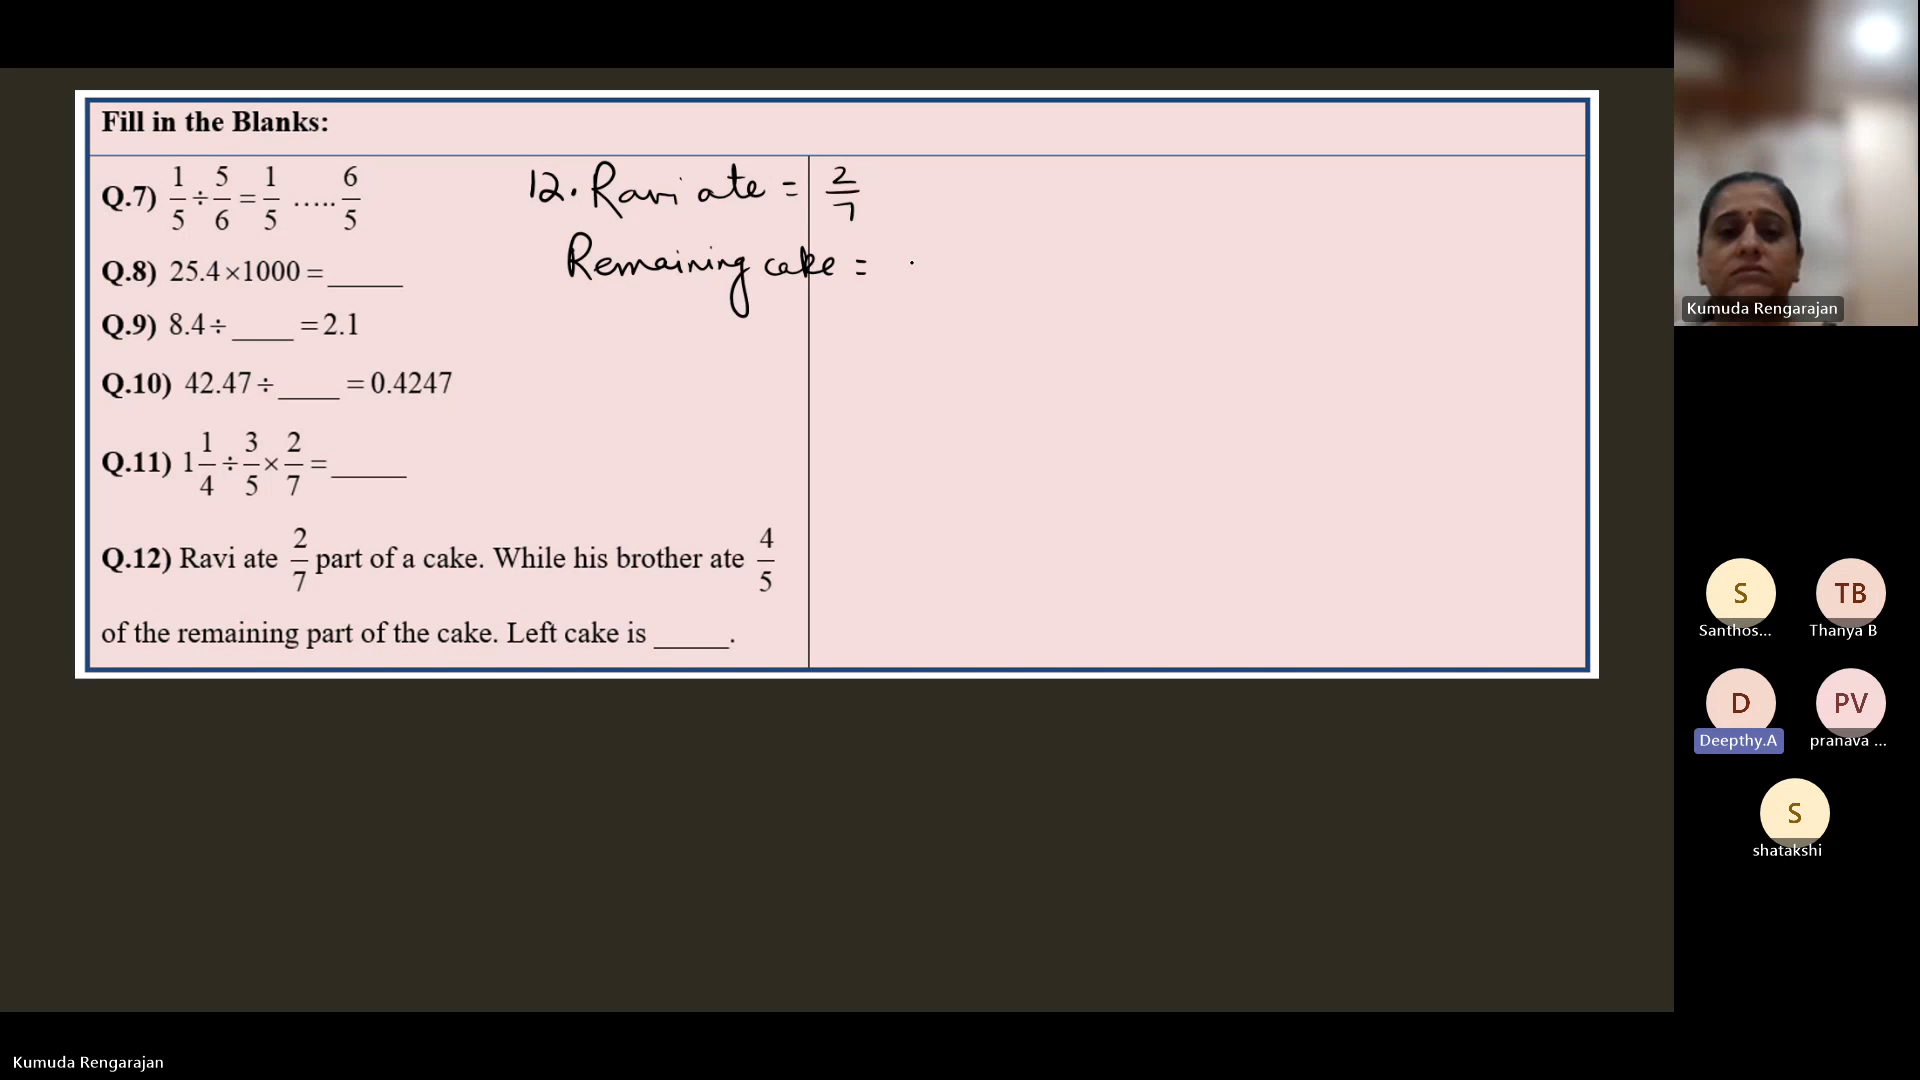 Fill in the Blanks:
Q.7) 1/5 ÷ 5/6 = 1/5 ..... 6/5
Q.8) 25.4×1000 = _____
Q.9) 8.4÷ ____ = 2.1
Q.10) 42.47÷ ____ = 0.4247
Q.11) 1 1/4 ÷ 3/5 × 2/7 = _____
Q.12) Ravi ate 2/7 part of a cake. While his brother ate 4/5
of the remaining part of the cake. Left cake is _____.
12. Ravi ate = 2/7
Remaining cake =
Kumuda Rengarajan
S
Santhos...
TB
Thanya B
D
Deepthy.A
PV
pranava ...
S
shatakshi
Kumuda Rengarajan